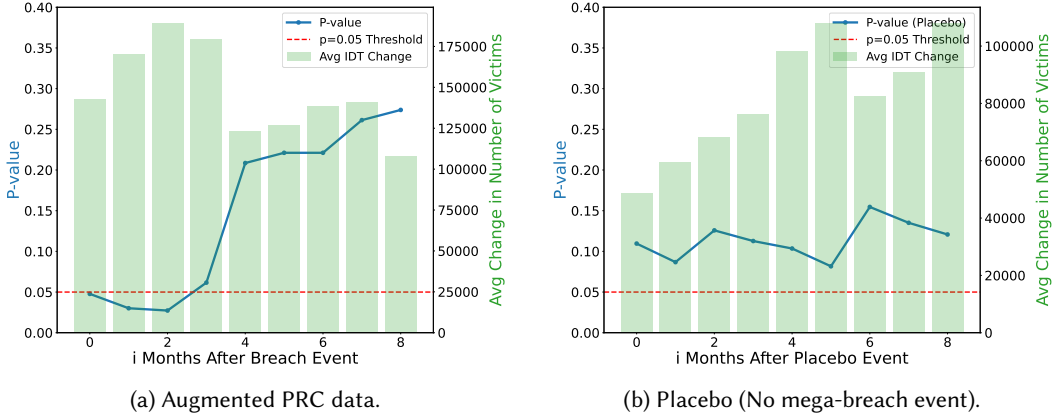 0.40
0.35
0.30
0.25
0.20
0.15
0.10
0.05
0.00
P-value
P-value
p=0.05 Threshold
Avg IDT Change
175000
150000
125000
100000
75000
50000
25000
0
Avg Change in Number of Victims
0 2 4 6 8
i Months After Breach Event
(a) Augmented PRC data.
0.40
0.35
0.30
0.25
0.20
0.15
0.10
0.05
0.00
P-value
P-value (Placebo)
p=0.05 Threshold
Avg IDT Change
100000
80000
60000
40000
20000
0
Avg Change in Number of Victims
0 2 4 6 8
i Months After Placebo Event
(b) Placebo (No mega-breach event).